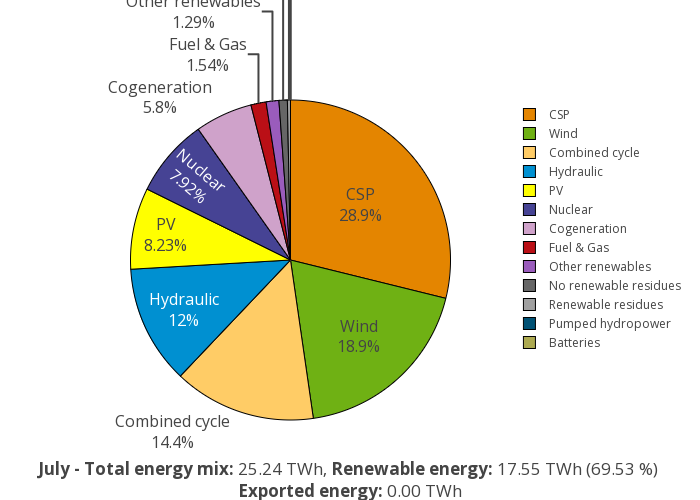 Other renewables
1.29%
Fuel & Gas
1.54%
Cogeneration
5.8%
Nuclear
7.92%
PV
8.23%
Hydraulic
12%
Combined cycle
14.4%
Wind
18.9%
CSP
28.9%
CSP
Wind
Combined cycle
Hydraulic
PV
Nuclear
Cogeneration
Fuel & Gas
Other renewables
No renewable residues
Renewable residues
Pumped hydropower
Batteries
July - Total energy mix: 25.24 TWh, Renewable energy: 17.55 TWh (69.53 %)
Exported energy: 0.00 TWh